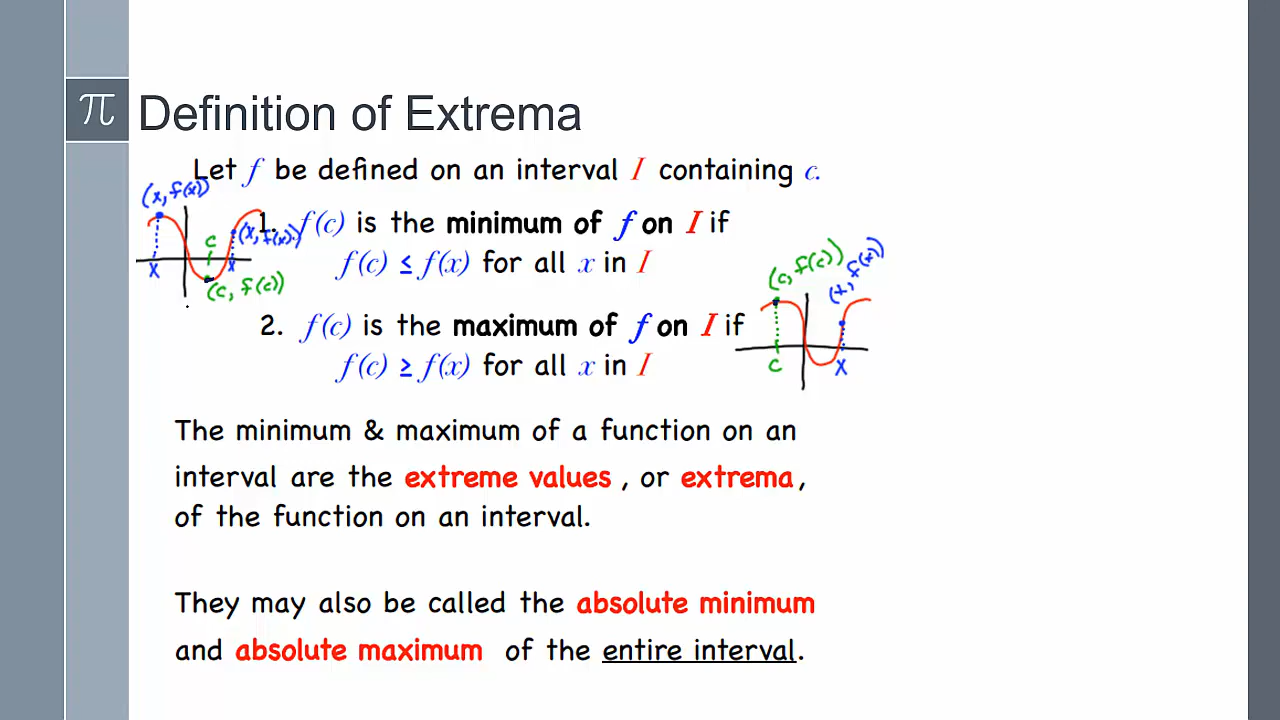 π Definition of Extrema
Let f be defined on an interval I containing c.
(x, f(x))
1. f(c) is the minimum of f on I if
c
(x, f(x))
x
x
(c, f(c))
f(c) ≤ f(x) for all x in I
(c, f(c))
(x, f(x))
2. f(c) is the maximum of f on I if
f(c) ≥ f(x) for all x in I
c
x
The minimum & maximum of a function on an
interval are the extreme values , or extrema,
of the function on an interval.
They may also be called the absolute minimum
and absolute maximum of the entire interval.